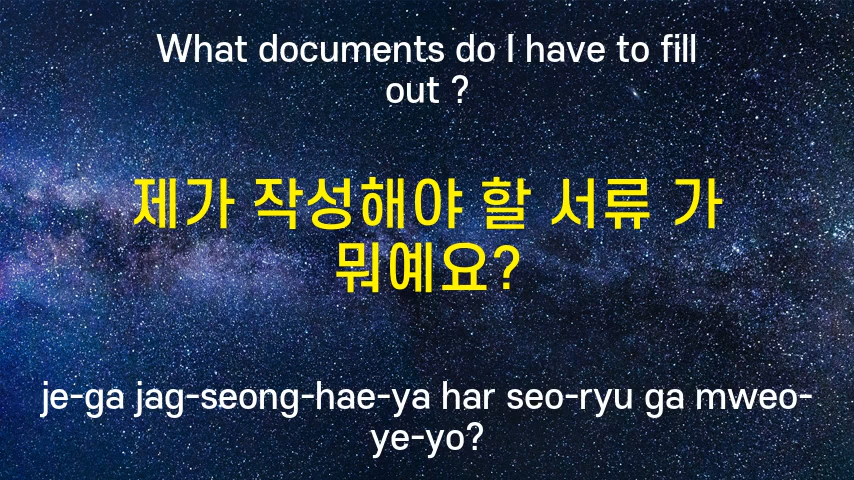 What documents do I have to fill
out ?
제가 작성해야 할 서류 가
뭐예요?
je-ga jag-seong-hae-ya har seo-ryu ga mweo-
ye-yo?